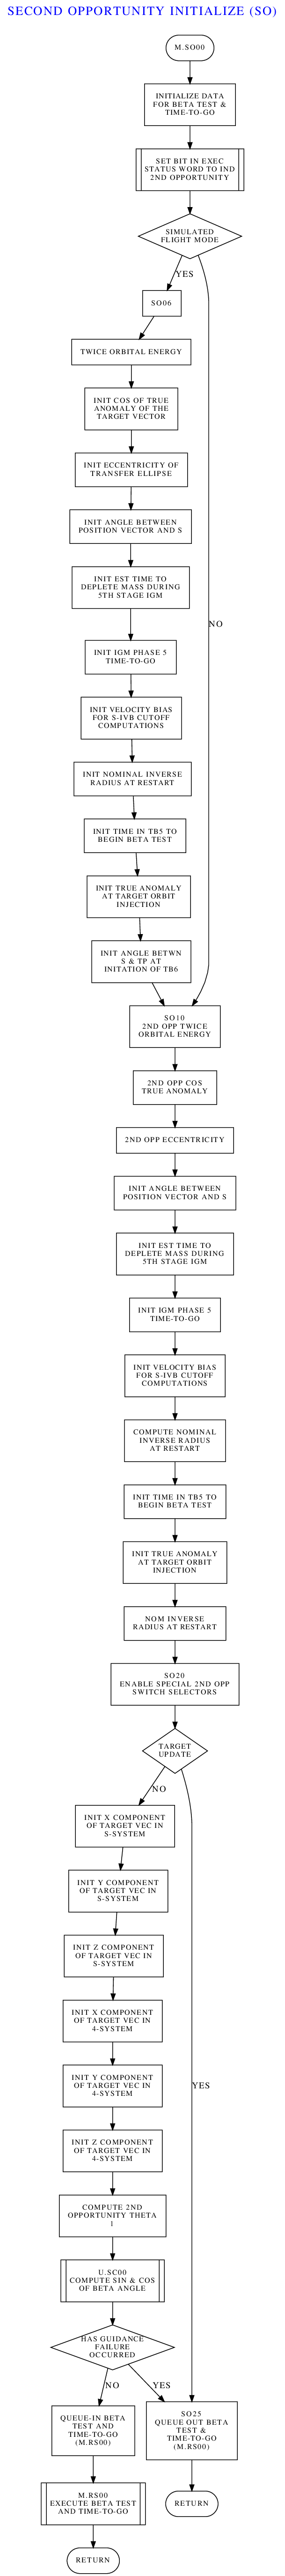 SECOND OPPORTUNITY INITIALIZE (SO)
M.SO00
INITIALIZE DATA
FOR BETA TEST &
TIME-TO-GO
SET BIT IN EXEC
STATUS WORD TO IND
2ND OPPORTUNITY
SIMULATED
FLIGHT MODE
YES
SO06
TWICE ORBITAL ENERGY
INIT COS OF TRUE
ANOMALY OF THE
TARGET VECTOR
INIT ECCENTRICITY OF
TRANSFER ELLIPSE
INIT ANGLE BETWEEN
POSITION VECTOR AND S
INIT EST TIME TO
DEPLETE MASS DURING
5TH STAGE IGM
NO
INIT IGM PHASE 5
TIME-TO-GO
INIT VELOCITY BIAS
FOR S-IVB CUTOFF
COMPUTATIONS
INIT NOMINAL INVERSE
RADIUS AT RESTART
INIT TIME IN TB5 TO
BEGIN BETA TEST
INIT TRUE ANOMALY
AT TARGET ORBIT
INJECTION
INIT ANGLE BETWN
S & TP AT
INITATION OF TB6
SO10
2ND OPP TWICE
ORBITAL ENERGY
2ND OPP COS
TRUE ANOMALY
2ND OPP ECCENTRICITY
INIT ANGLE BETWEEN
POSITION VECTOR AND S
INIT EST TIME TO
DEPLETE MASS DURING
5TH STAGE IGM
INIT IGM PHASE 5
TIME-TO-GO
INIT VELOCITY BIAS
FOR S-IVB CUTOFF
COMPUTATIONS
COMPUTE NOMINAL
INVERSE RADIUS
AT RESTART
INIT TIME IN TB5 TO
BEGIN BETA TEST
INIT TRUE ANOMALY
AT TARGET ORBIT
INJECTION
NOM INVERSE
RADIUS AT RESTART
SO20
ENABLE SPECIAL 2ND OPP
SWITCH SELECTORS
TARGET
UPDATE
NO
INIT X COMPONENT
OF TARGET VEC IN
S-SYSTEM
INIT Y COMPONENT
OF TARGET VEC IN
S-SYSTEM
INIT Z COMPONENT
OF TARGET VEC IN
S-SYSTEM
INIT X COMPONENT
OF TARGET VEC IN
4-SYSTEM
INIT Y COMPONENT
OF TARGET VEC IN
4-SYSTEM
YES
INIT Z COMPONENT
OF TARGET VEC IN
4-SYSTEM
COMPUTE 2ND
OPPORTUNITY THETA
1
U.SC00
COMPUTE SIN & COS
OF BETA ANGLE
HAS GUIDANCE
FAILURE
OCCURRED
NO
YES
QUEUE-IN BETA
TEST AND
TIME-TO-GO
(M.RS00)
SO25
QUEUE OUT BETA
TEST &
TIME-TO-GO
(M.RS00)
M.RS00
EXECUTE BETA TEST
AND TIME-TO-GO
RETURN
RETURN